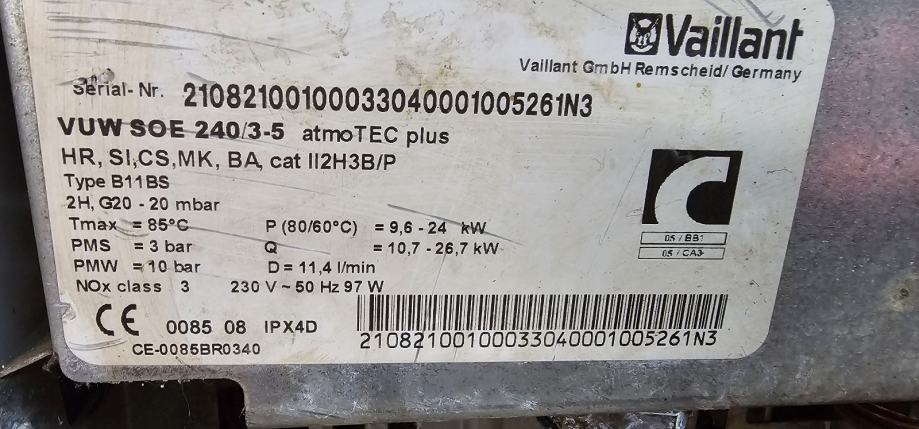 Vaillant
Vaillant GmbH Remscheid/ Germany
Serial- Nr. 21082100100033040001005261N3
VUW SOE 240/3-5 atmoTEC plus
HR, SI,CS,MK, BA, cat II2H3B/P
Type B11BS
2H, G20 - 20 mbar
Tmax = 85°C P (80/60°C) = 9,6 - 24 kW
PMS = 3 bar Q = 10,7 - 26,7 kW
PMW = 10 bar D = 11,4 l/min
NOx class 3 230 V ~ 50 Hz 97 W
05 / BB1
05 / CA3
CE 0085 08 IPX4D
CE-0085BR0340
21082100100033040001005261N3